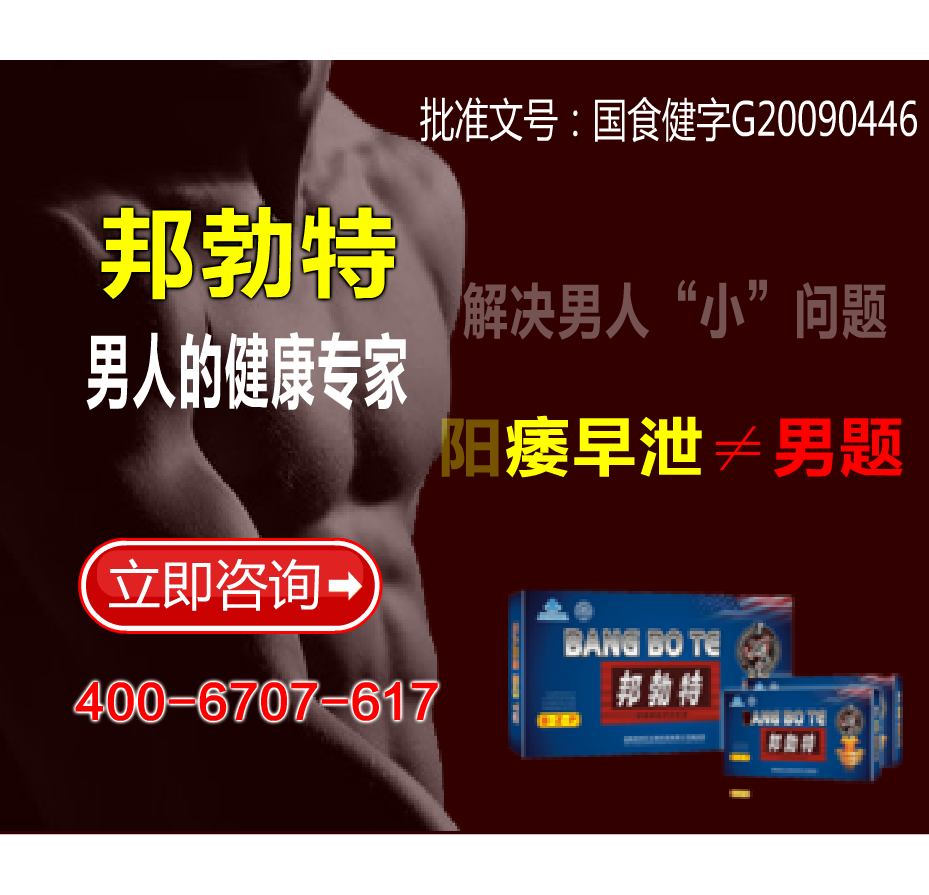 批准文号：国食健字G20090446
邦勃特
解决男人“小”问题
男人的健康专家
阳痿早泄≠男题
立即咨询
400-6707-617
BANG BO TE
邦勃特
BANG BO TE
邦勃特